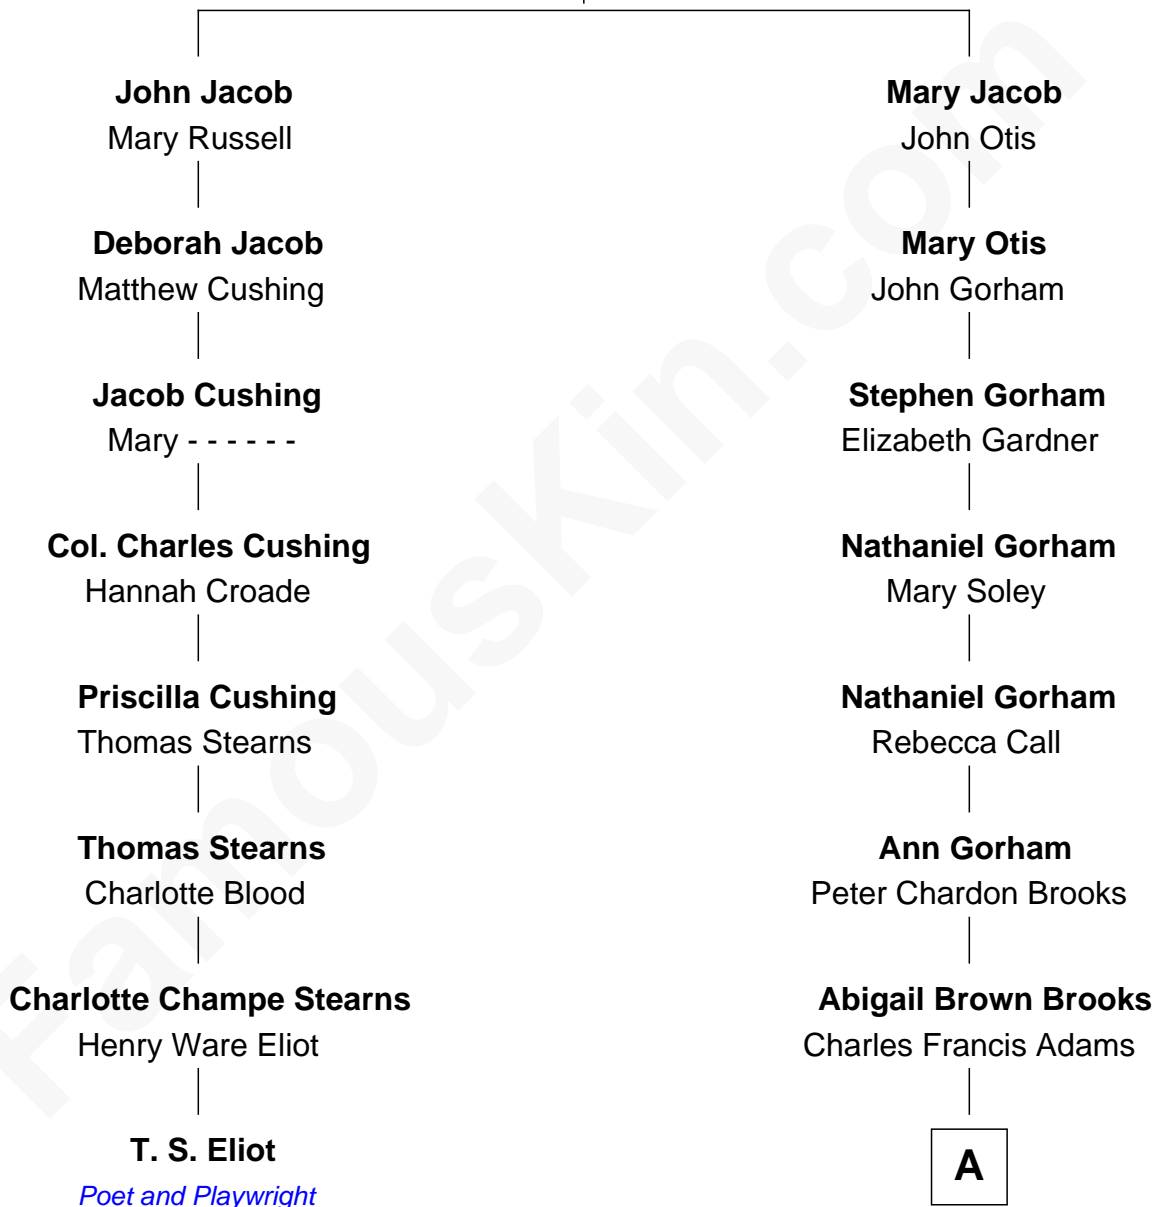 John Jacob
Mary Russell
Mary Jacob
John Otis
Deborah Jacob
Matthew Cushing
Mary Otis
John Gorham
Jacob Cushing
Mary - - - - - -
Stephen Gorham
Elizabeth Gardner
Col. Charles Cushing
Hannah Croade
Nathaniel Gorham
Mary Soley
Priscilla Cushing
Thomas Stearns
Nathaniel Gorham
Rebecca Call
Thomas Stearns
Charlotte Blood
Ann Gorham
Peter Chardon Brooks
Charlotte Champe Stearns
Henry Ware Eliot
Abigail Brown Brooks
Charles Francis Adams
T. S. Eliot
Poet and Playwright
A
FamousKin.com